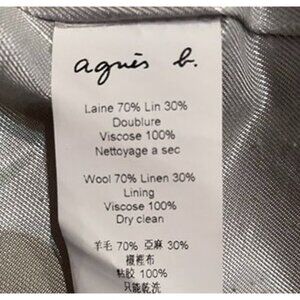 agnès b.
Laine 70% Lin 30%
Doublure
Viscose 100%
Nettoyage a sec
Wool 70% Linen 30%
Lining
Viscose 100%
Dry clean
羊毛 70% 亞麻 30%
襯裡布
粘胶 100%
只能乾洗